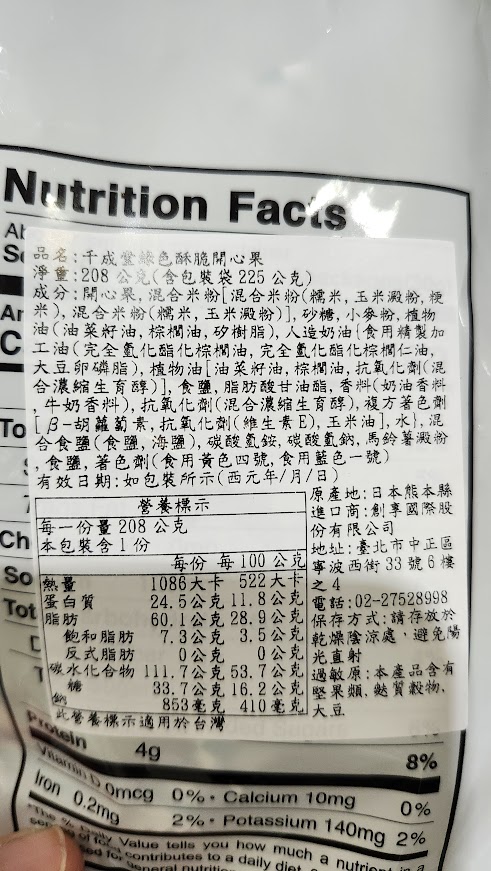 Nutrition Facts
品名:千成堂綠色酥脆開心果
淨重:208 公克(含包裝袋 225 公克)
成分:開心果,混合米粉[混合米粉(糯米,玉米澱粉,粳
米),混合米粉(糯米,玉米澱粉)],砂糖,小麥粉,植物
油(油菜籽油,棕櫚油,矽樹脂),人造奶油{食用精製加
工油(完全氫化酯化棕櫚油,完全氫化酯化棕櫚仁油,
大豆卵磷脂),植物油[油菜籽油,棕櫚油,抗氧化劑(混
合濃縮生育醇)],食鹽,脂肪酸甘油酯,香料(奶油香料
,牛奶香料),抗氧化劑(混合濃縮生育醇),複方著色劑
[β-胡蘿蔔素,抗氧化劑(維生素E),玉米油],水},混
合食鹽(食鹽,海鹽),碳酸氫銨,碳酸氫鈉,馬鈴薯澱粉
,食鹽,著色劑(食用黃色四號,食用藍色一號)
有效日期:如包裝所示(西元年/月/日)
營養標示
每一份量 208 公克
本包裝含 1 份
每份 每 100 公克
熱量 1086大卡 522大卡
蛋白質 24.5公克 11.8公克
脂肪 60.1公克 28.9公克
飽和脂肪 7.3公克 3.5公克
反式脂肪 0公克 0公克
碳水化合物 111.7公克 53.7公克
糖 33.7公克 16.2公克
鈉 853毫克 410毫克
此營養標示適用於台灣
原產地:日本熊本縣
進口商:創享國際股
份有限公司
地址:臺北市中正區
寧波西街 33 號 6 樓
之 4
電話:02-27528998
保存方式:請存放於
乾燥陰涼處,避免陽
光直射
過敏原:本產品含有
堅果類,麩質穀物,
大豆
Protein 4g 8%
Vitamin D 0mcg 0% • Calcium 10mg 0%
Iron 0.2mg 2% • Potassium 140mg 2%
Value tells you how much a nutrient in a
contributes to a daily diet
general nutrition